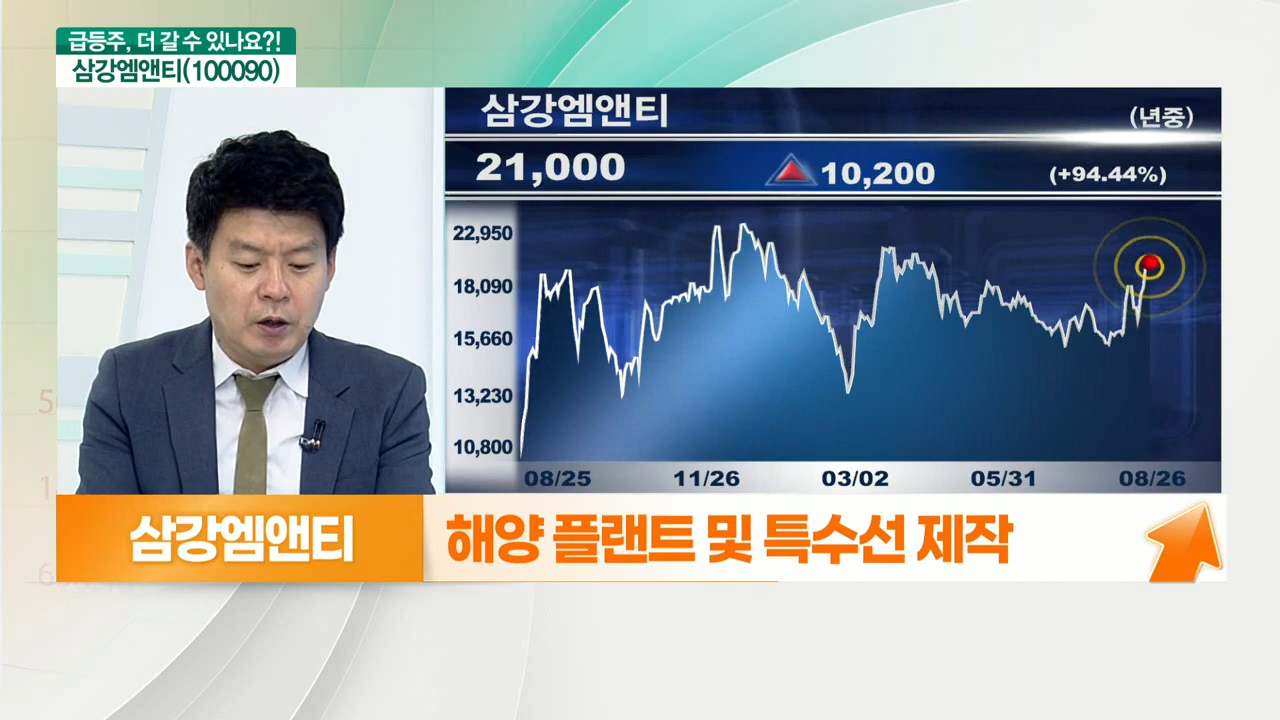 급등주, 더 갈 수 있나요?!
삼강엠앤티(100090)
삼강엠앤티
(년중)
21,000
10,200
(+94.44%)
22,950
18,090
15,660
13,230
10,800
08/25
11/26
03/02
05/31
08/26
삼강엠앤티
해양 플랜트 및 특수선 제작